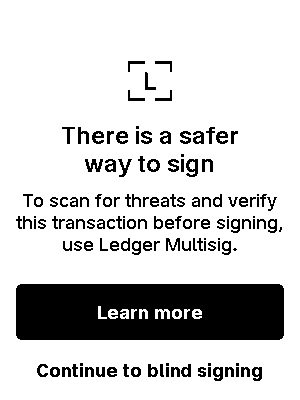 There is a safer
way to sign
To scan for threats and verify
this transaction before signing,
use Ledger Multisig.
Learn more
Continue to blind signing